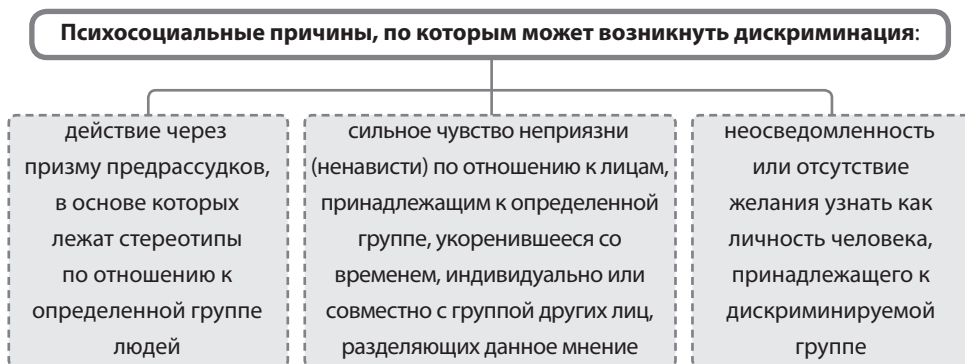 Психосоциальные причины, по которым может возникнуть дискриминация:
действие через
призму предрассудков,
в основе которых
лежат стереотипы
по отношению к
определенной группе
людей
сильное чувство неприязни
(ненависти) по отношению к лицам,
принадлежащим к определенной
группе, укоренившееся со
временем, индивидуально или
совместно с группой других лиц,
разделяющих данное мнение
неосведомленность
или отсутствие
желания узнать как
личность человека,
принадлежащего к
дискриминируемой
группе